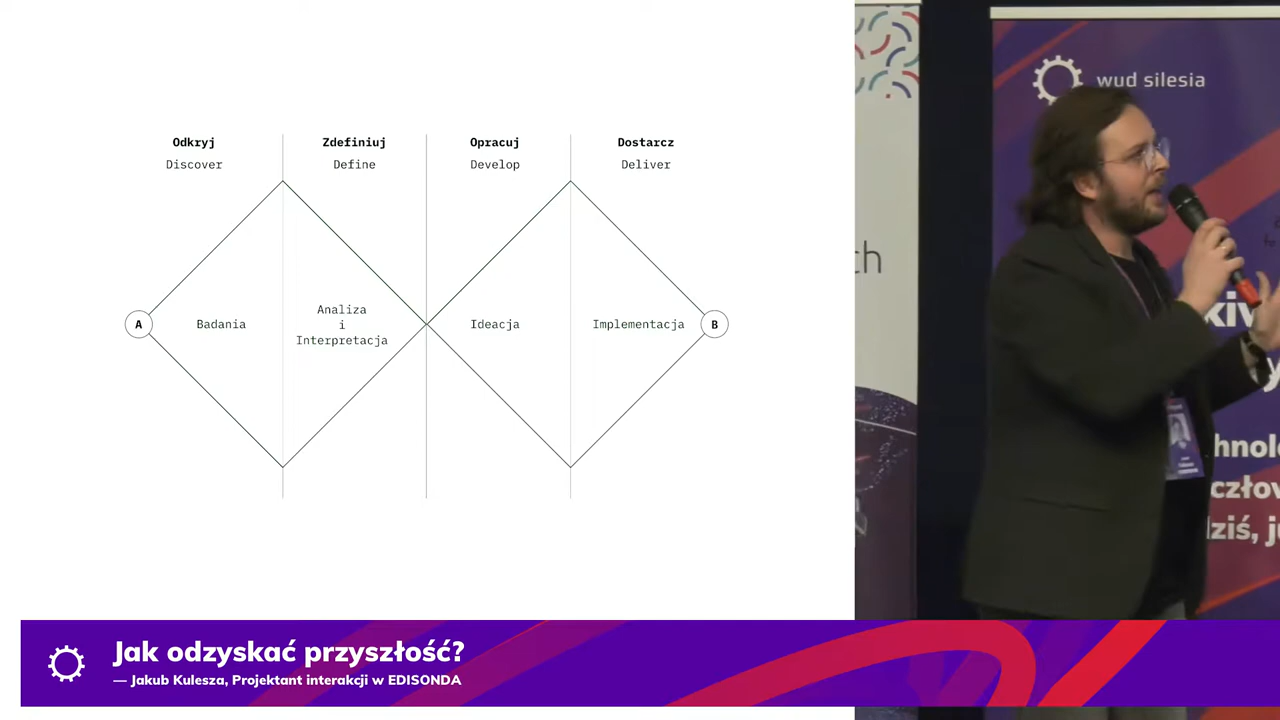 Odkryj
Discover
Zdefiniuj
Define
Opracuj
Develop
Dostarcz
Deliver
A
Badania
Analiza
i
Interpretacja
Ideacja
Implementacja
B
wud silesia
Jak odzyskać przyszłość?
— Jakub Kulesza, Projektant interakcji w EDISONDA